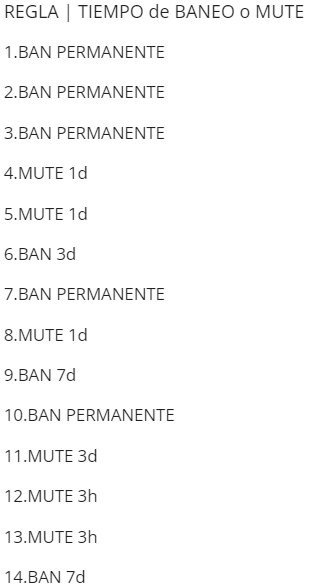 REGLA | TIEMPO de BANEO o MUTE
1.BAN PERMANENTE
2.BAN PERMANENTE
3.BAN PERMANENTE
4.MUTE 1d
5.MUTE 1d
6.BAN 3d
7.BAN PERMANENTE
8.MUTE 1d
9.BAN 7d
10.BAN PERMANENTE
11.MUTE 3d
12.MUTE 3h
13.MUTE 3h
14.BAN 7d